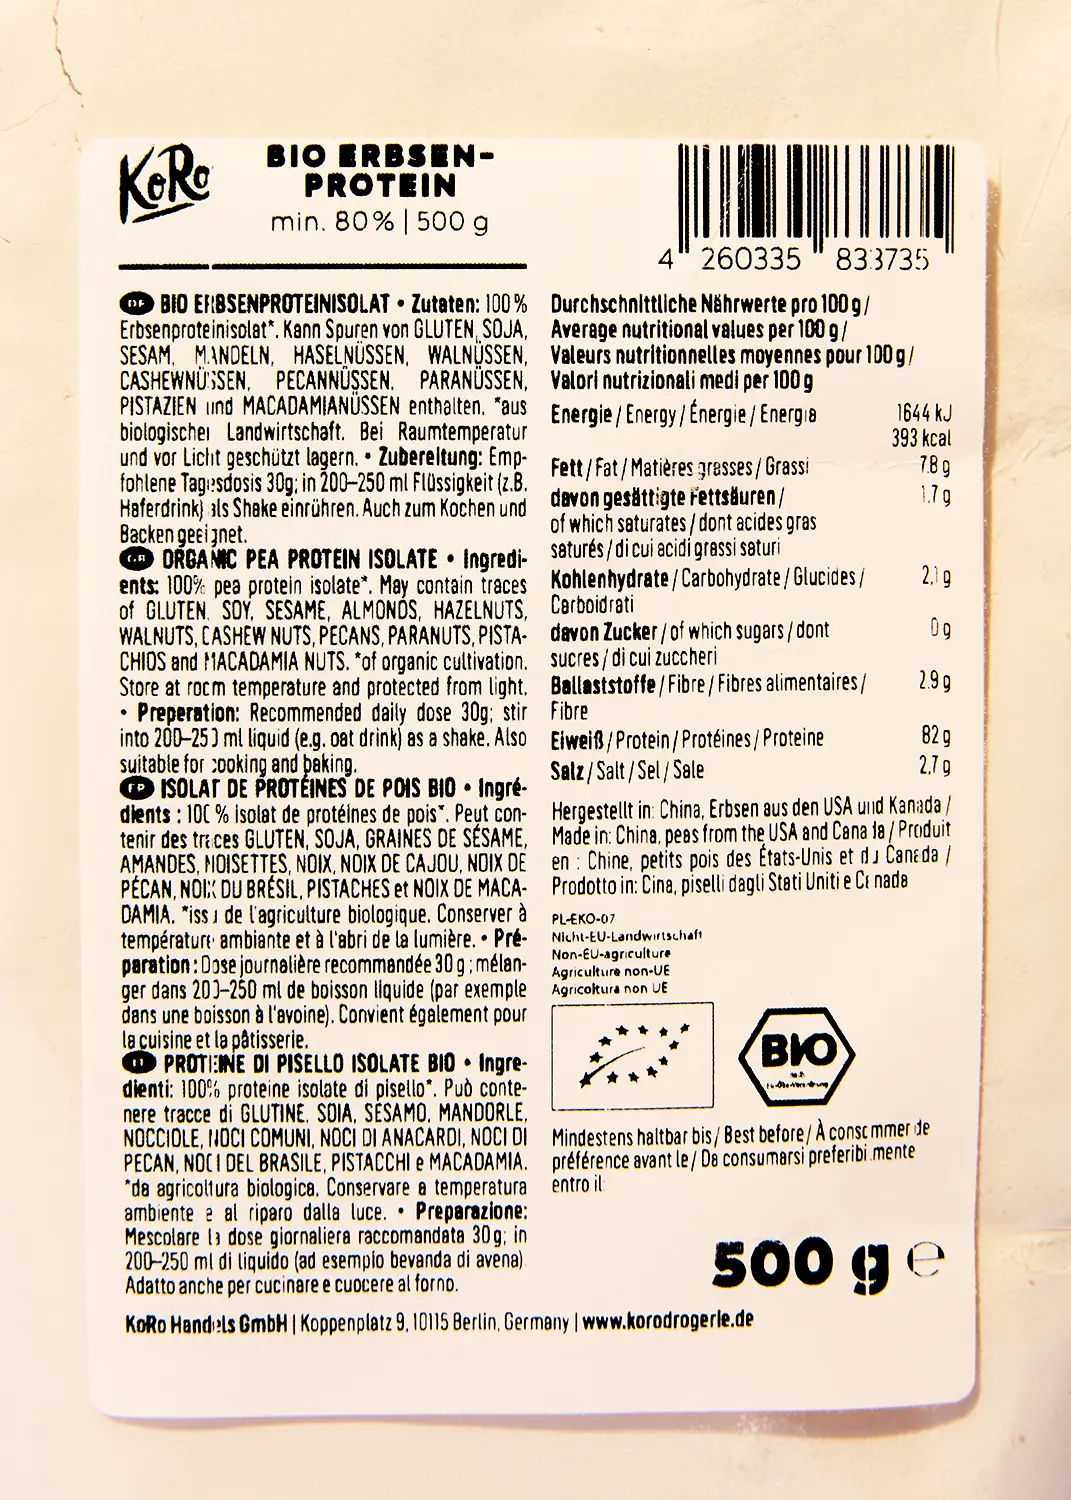 KoRo
BIO ERBSEN-
PROTEIN
min. 80% | 500 g
4 260335 833735
DE BIO ERBSENPROTEINISOLAT • Zutaten: 100 %
Erbsenproteinisolat*. Kann Spuren von GLUTEN, SOJA,
SESAM, MANDELN, HASELNÜSSEN, WALNÜSSEN,
CASHEWNÜSSEN, PECANNÜSSEN, PARANÜSSEN,
PISTAZIEN und MACADAMIANÜSSEN enthalten. *aus
biologischer Landwirtschaft. Bei Raumtemperatur
und vor Licht geschützt lagern. • Zubereitung: Emp-
fohlene Tagesdosis 30g; in 200–250 ml Flüssigkeit (z.B.
Haferdrink) als Shake einrühren. Auch zum Kochen und
Backen geeignet.
GB ORGANIC PEA PROTEIN ISOLATE • Ingredi-
ents: 100% pea protein isolate*. May contain traces
of GLUTEN, SOY, SESAME, ALMONDS, HAZELNUTS,
WALNUTS, CASHEW NUTS, PECANS, PARANUTS, PISTA-
CHIOS and MACADAMIA NUTS. *of organic cultivation.
Store at room temperature and protected from light.
• Preperation: Recommended daily dose 30g; stir
into 200–250 ml liquid (e.g. oat drink) as a shake. Also
suitable for cooking and baking.
FR ISOLAT DE PROTÉINES DE POIS BIO • Ingré-
dients : 100 % isolat de protéines de pois*. Peut con-
tenir des traces GLUTEN, SOJA, GRAINES DE SÉSAME,
AMANDES, NOISETTES, NOIX, NOIX DE CAJOU, NOIX DE
PÉCAN, NOIX DU BRÉSIL, PISTACHES et NOIX DE MACA-
DAMIA. *issu de l'agriculture biologique. Conserver à
température ambiante et à l'abri de la lumière. • Pré-
paration : Dose journalière recommandée 30 g ; mélan-
ger dans 200–250 ml de boisson liquide (par exemple
dans une boisson à l'avoine). Convient également pour
la cuisine et la pâtisserie.
IT PROTEINE DI PISELLO ISOLATE BIO • Ingre-
dienti: 100% proteine isolate di pisello*. Può conte-
nere tracce di GLUTINE, SOIA, SESAMO, MANDORLE,
NOCCIOLE, NOCI COMUNI, NOCI DI ANACARDI, NOCI DI
PECAN, NOCI DEL BRASILE, PISTACCHI e MACADAMIA.
*da agricoltura biologica. Conservare a temperatura
ambiente e al riparo dalla luce. • Preparazione:
Mescolare la dose giornaliera raccomandata 30g; in
200–250 ml di liquido (ad esempio bevanda di avena).
Adatto anche per cucinare e cuocere al forno.
Durchschnittliche Nährwerte pro 100 g /
Average nutritional values per 100 g /
Valeurs nutritionnelles moyennes pour 100 g /
Valori nutrizionali medi per 100 g
Energie / Energy / Énergie / Energia 1644 kJ
393 kcal
Fett / Fat / Matières grasses / Grassi 7.8 g
davon gesättigte Fettsäuren / 1.7 g
of which saturates / dont acides gras
saturés / di cui acidi grassi saturi
Kohlenhydrate / Carbohydrate / Glucides / 2,1 g
Carboidrati
davon Zucker / of which sugars / dont 0 g
sucres / di cui zuccheri
Ballaststoffe / Fibre / Fibres alimentaires / 2.9 g
Fibre
Eiweiß / Protein / Protéines / Proteine 82 g
Salz / Salt / Sel / Sale 2,7 g
Hergestellt in: China, Erbsen aus den USA und Kanada /
Made in: China, peas from the USA and Canada / Produit
en : Chine, petits pois des États-Unis et du Canada /
Prodotto in: Cina, piselli dagli Stati Uniti e Canada
PL-EKO-07
Nicht-EU-Landwirtschaft
Non-EU-agriculture
Agriculture non-UE
Agricoltura non UE
BIO
nach
EG-Öko-Verordnung
Mindestens haltbar bis / Best before / À consommer de
préférence avant le / Da consumarsi preferibilmente
entro il:
500 g ℮
KoRo Handels GmbH | Koppenplatz 9, 10115 Berlin, Germany | www.korodrogerie.de